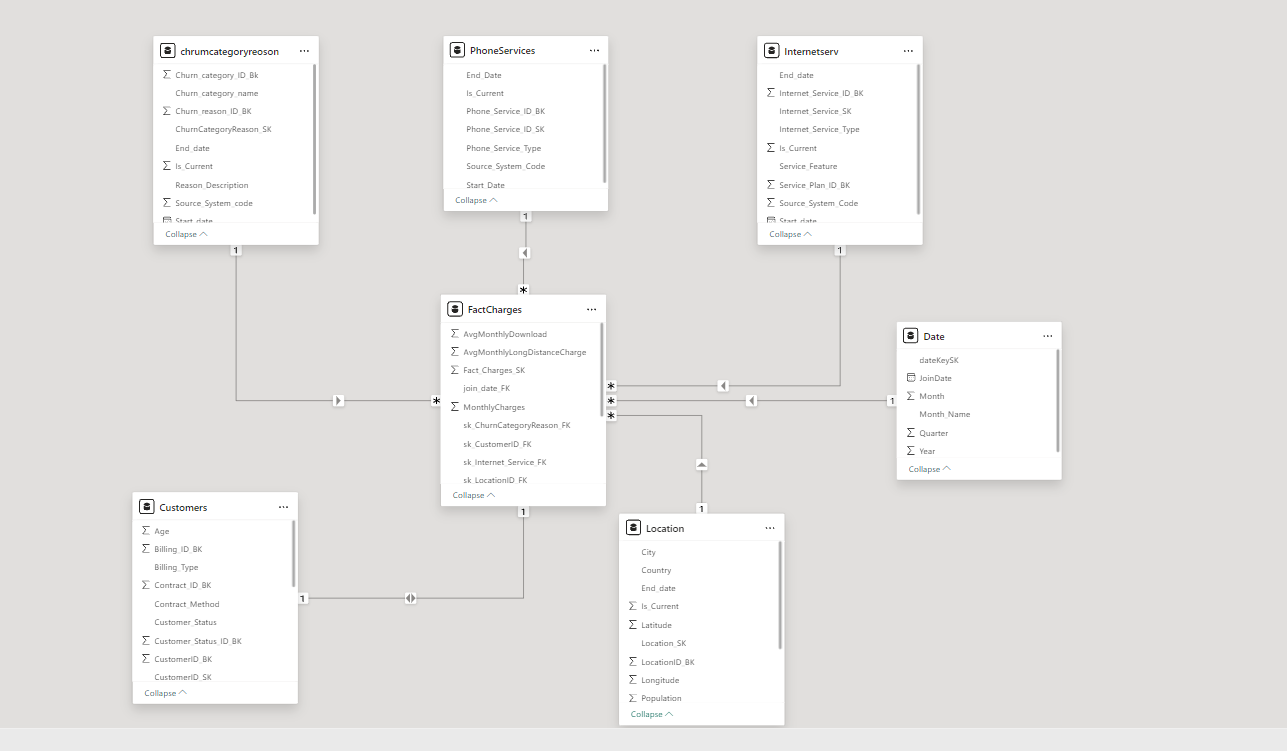 chrumcategoryreoson
Churn_category_ID_Bk
Churn_category_name
Churn_reason_ID_BK
ChurnCategoryReason_SK
End_date
Is_Current
Reason_Description
Source_System_code
Start_date
Collapse
1
PhoneServices
End_Date
Is_Current
Phone_Service_ID_BK
Phone_Service_ID_SK
Phone_Service_Type
Source_System_Code
Start_Date
Collapse
1
Internetserv
End_date
Internet_Service_ID_BK
Internet_Service_SK
Internet_Service_Type
Is_Current
Service_Feature
Service_Plan_ID_BK
Source_System_Code
Start_date
Collapse
1
*
FactCharges
AvgMonthlyDownload
AvgMonthlyLongDistanceCharge
Fact_Charges_SK
join_date_FK
MonthlyCharges
sk_ChurnCategoryReason_FK
sk_CustomerID_FK
sk_Internet_Service_FK
sk_LocationID_FK
Collapse
*
*
*
*
1
Date
dateKeySK
JoinDate
Month
Month_Name
Quarter
Year
Collapse
1
Customers
Age
Billing_ID_BK
Billing_Type
Contract_ID_BK
Contract_Method
Customer_Status
Customer_Status_ID_BK
CustomerID_BK
CustomerID_SK
Collapse
1
1
Location
City
Country
End_date
Is_Current
Latitude
Location_SK
LocationID_BK
Longitude
Population
Collapse